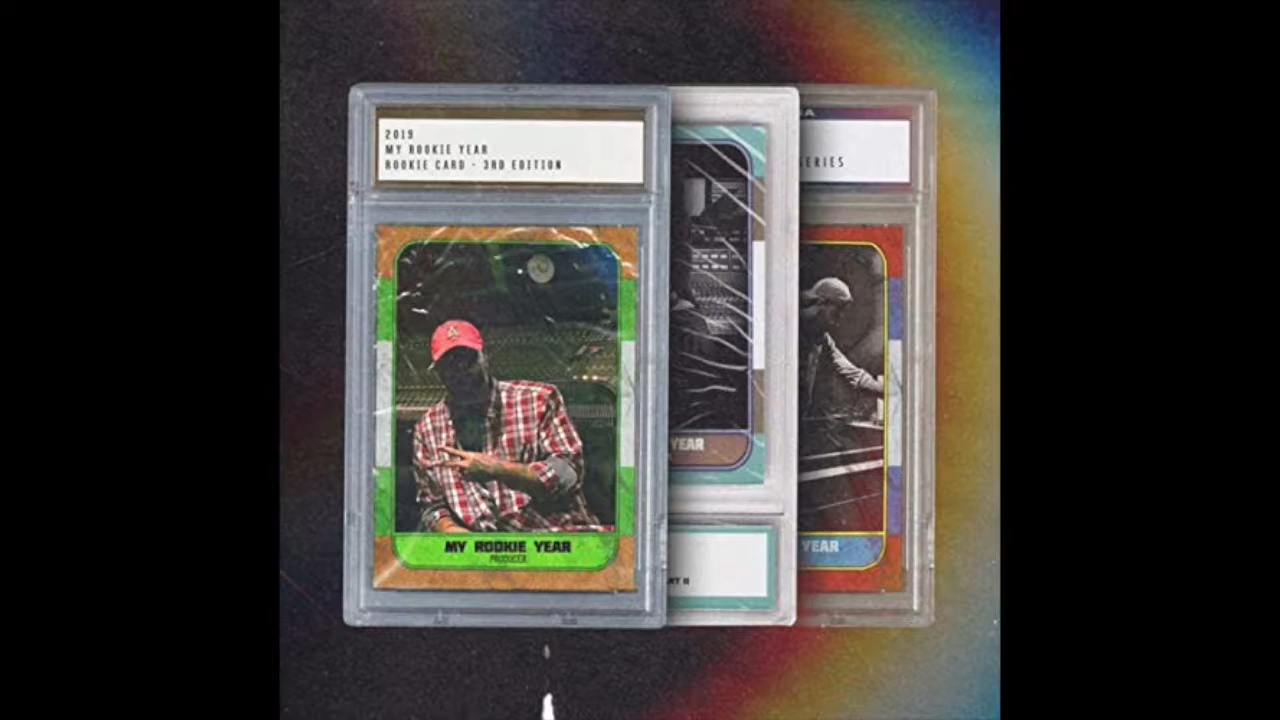 2019
MY ROOKIE YEAR
ROOKIE CARD - 3RD EDITION
SERIES
YEAR
MY ROOKIE YEAR
PRODUCER
YEAR